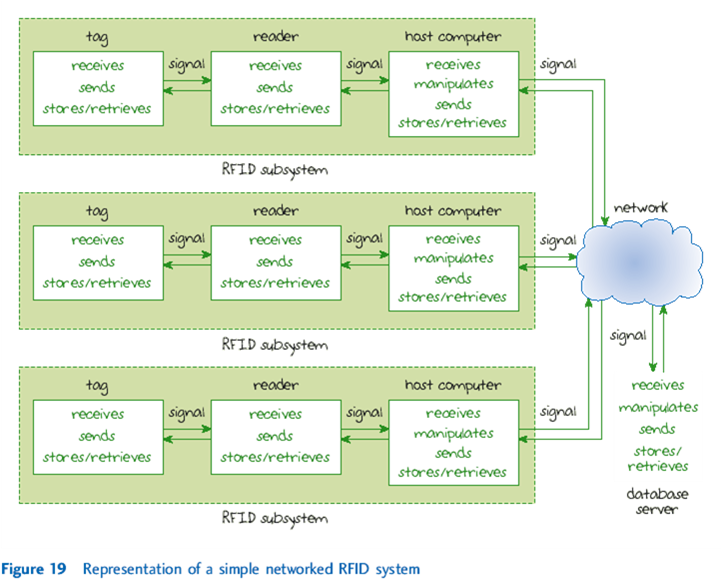 tag reader host computer
receives signal receives signal receives signal
sends sends manipulates
stores/retrieves stores/retrieves sends
stores/retrieves
RFID subsystem
network
tag reader host computer
receives signal receives signal receives signal
sends sends manipulates
stores/retrieves stores/retrieves sends
stores/retrieves
RFID subsystem
signal
tag reader host computer
receives signal receives signal receives signal
sends sends manipulates
stores/retrieves stores/retrieves sends
stores/retrieves
RFID subsystem
receives
manipulates
sends
stores/
retrieves
database
server
Figure 19 Representation of a simple networked RFID system